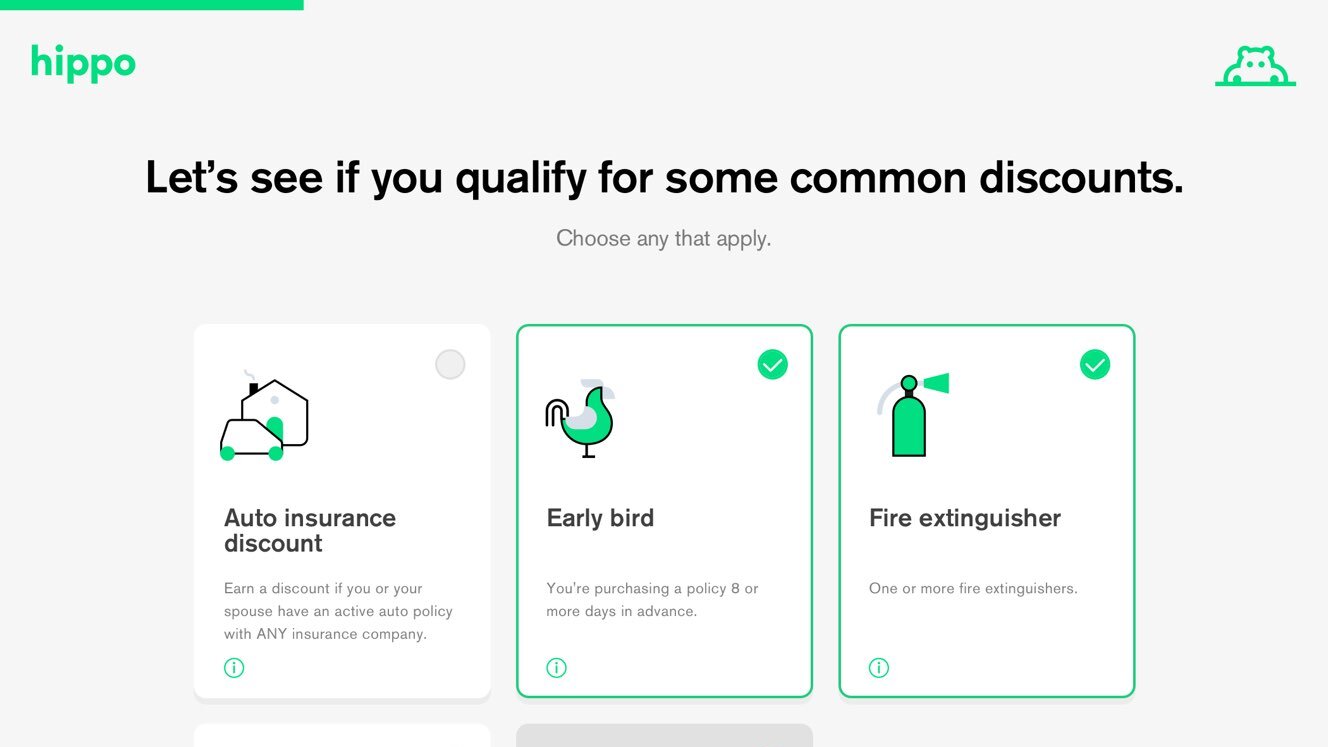 hippo
Let’s see if you qualify for some common discounts.
Choose any that apply.
Auto insurance
discount
Earn a discount if you or your
spouse have an active auto policy
with ANY insurance company.
Early bird
You’re purchasing a policy 8 or
more days in advance.
Fire extinguisher
One or more fire extinguishers.